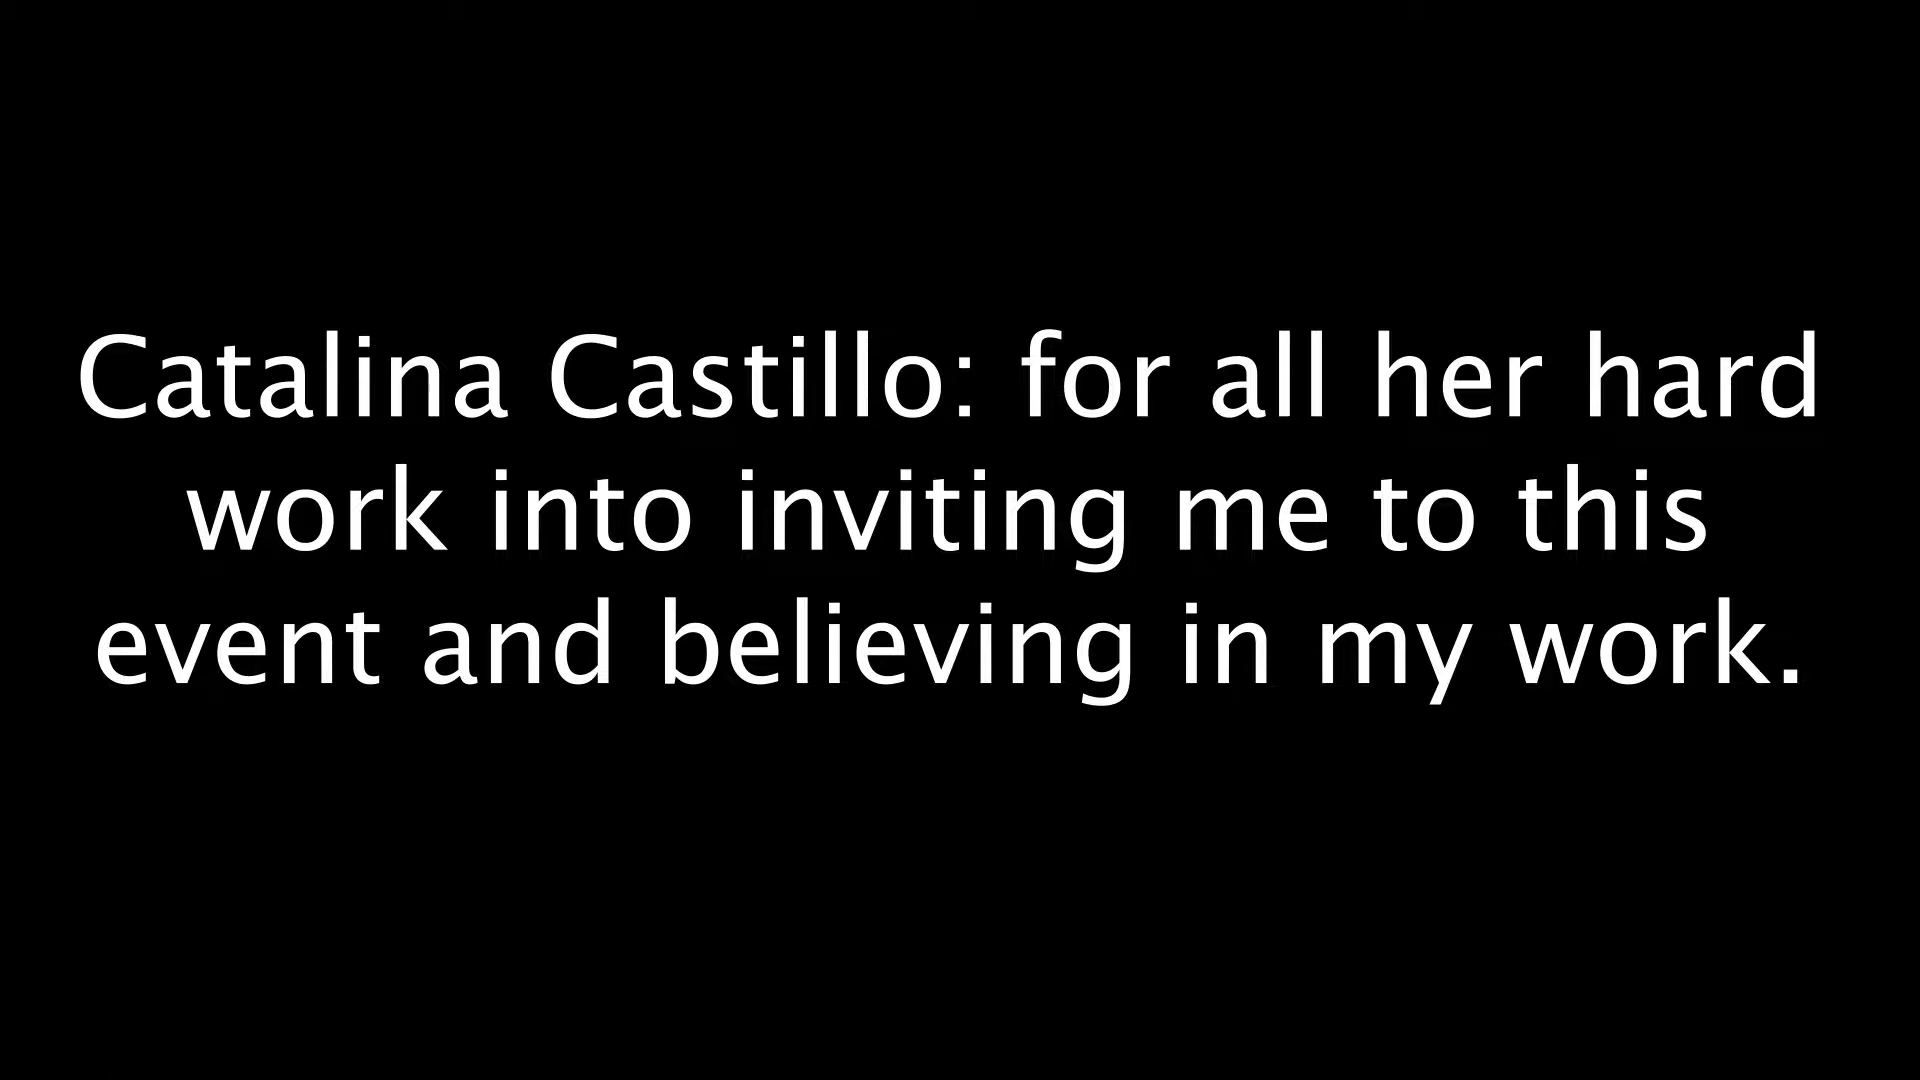 Catalina Castillo: for all her hard
work into inviting me to this
event and believing in my work.